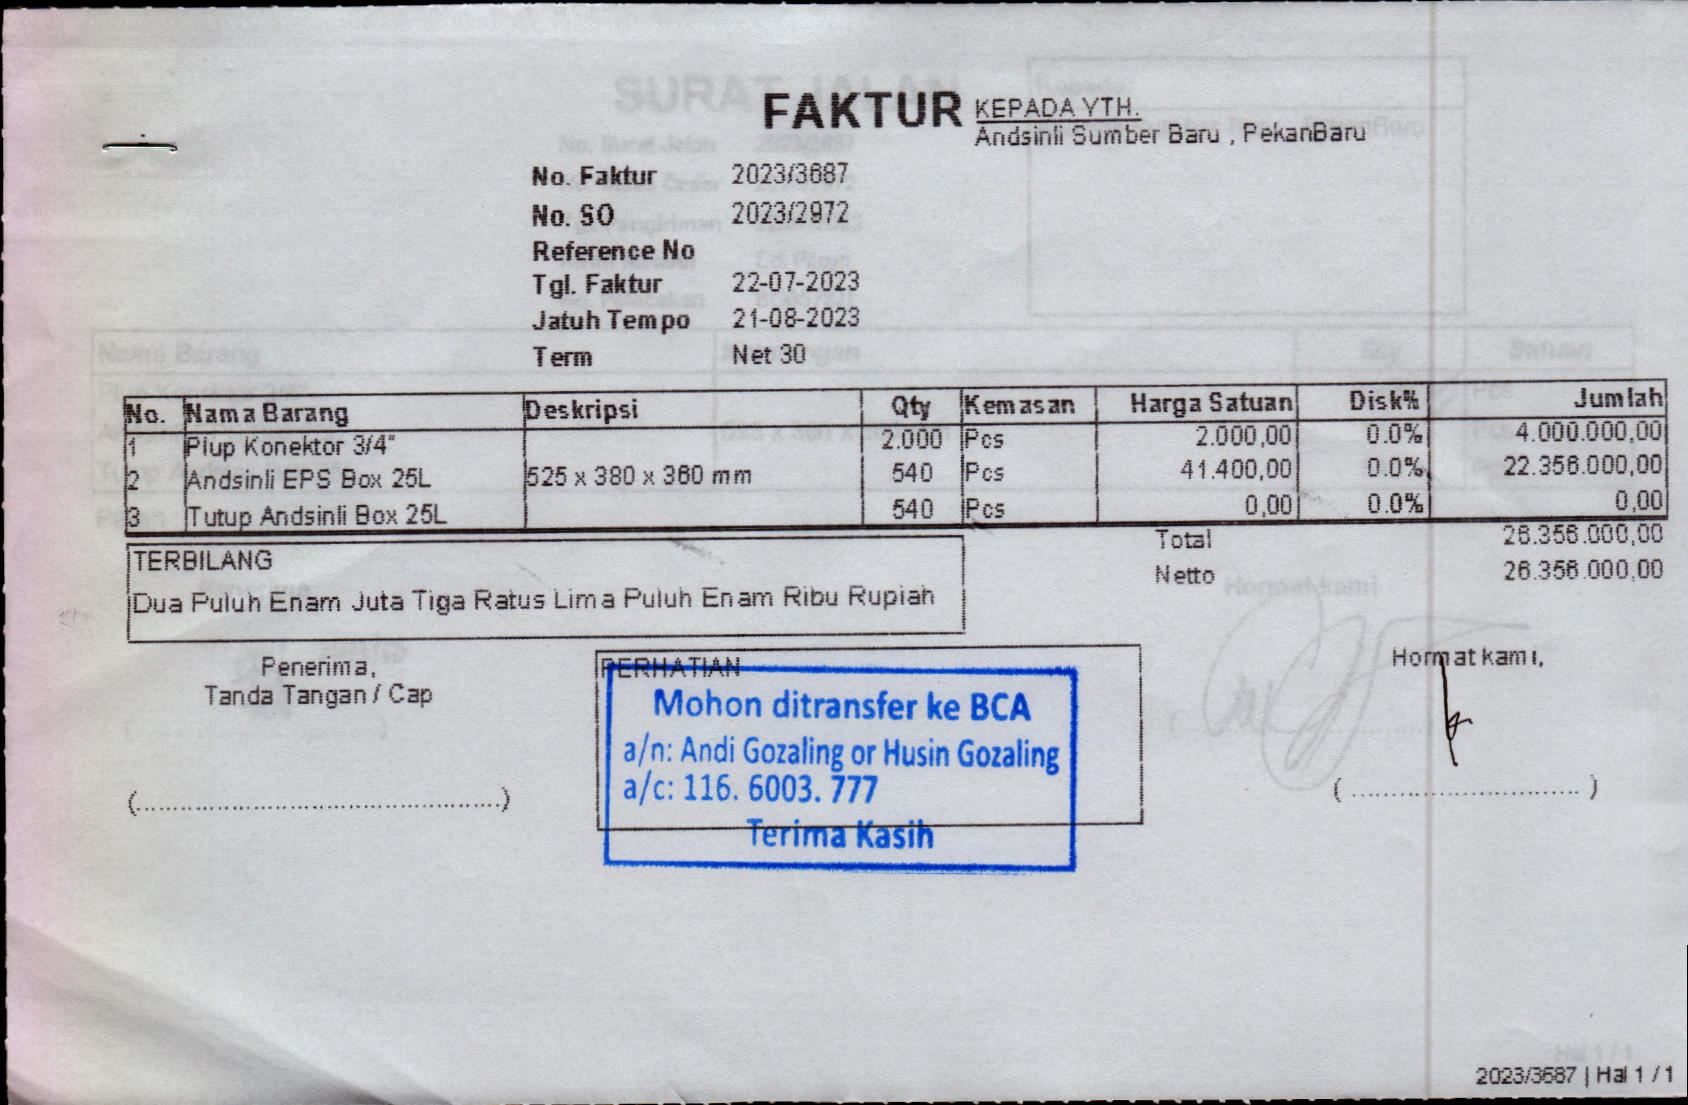 FAKTUR
KEPADA YTH.
Andsinli Sumber Baru , PekanBaru
No. Faktur 2023/3687
No. SO 2023/2972
Reference No
Tgl. Faktur 22-07-2023
Jatuh Tempo 21-08-2023
Term Net 30
No. Nama Barang Deskripsi Qty Kemasan Harga Satuan Disk% Jumlah
1 Plup Konektor 3/4" 2.000 Pcs 2.000,00 0.0% 4.000.000,00
2 Andsinli EPS Box 25L 525 x 380 x 360 mm 540 Pcs 41.400,00 0.0% 22.356.000,00
3 Tutup Andsinli Box 25L 540 Pcs 0,00 0.0% 0,00
Total 26.356.000,00
Netto 26.356.000,00
TERBILANG
Dua Puluh Enam Juta Tiga Ratus Lima Puluh Enam Ribu Rupiah
Penerima,
Tanda Tangan / Cap
(..............................................)
PERHATIAN
Mohon ditransfer ke BCA
a/n: Andi Gozaling or Husin Gozaling
a/c: 116. 6003. 777
Terima Kasih
Hormat kami,
( ............................. )
2023/3687 | Hal 1 / 1